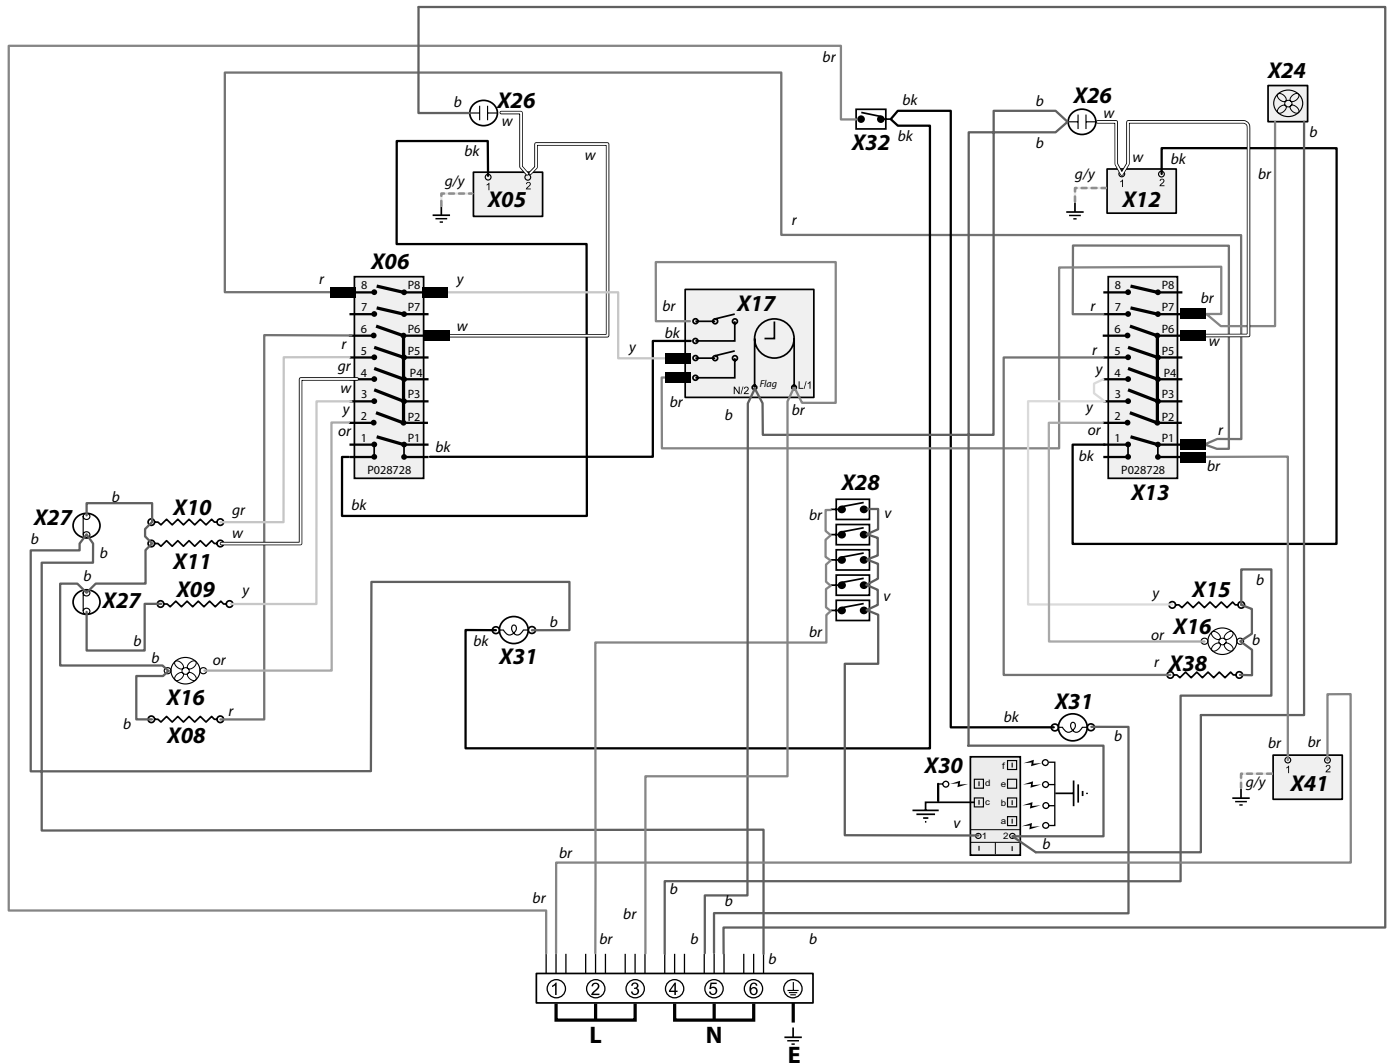 br
X24
X26
b
w
bk
bk
X32
b
X26
b
w
b
bk
w
g/y
1
2
X05
w
bk
g/y
1
2
X12
br
r
X06
r
8
P8
y
7
P7
6
P6
w
r
5
P5
gr
4
P4
w
3
P3
y
2
P2
or
1
P1
bk
P028728
bk
X17
br
bk
y
br
N/2
Flag
L/1
b
br
8
P8
r
7
P7
br
6
P6
w
r
5
P5
y
4
P4
3
P3
y
2
P2
or
1
P1
r
bk
br
P028728
X13
X28
br
v
v
br
b
X10
gr
X27
w
b
b
X11
b
X09
X27
y
b
b
or
X16
b
r
X08
bk
b
X31
y
X15
b
or
X16
b
r
X38
X31
bk
b
X30
f
d
e
c
b
a
v
1
2
b
br
br
1
2
g/y
X41
br
br
br
br
b
b
b
b
b
1
2
3
4
5
6
L
N
E